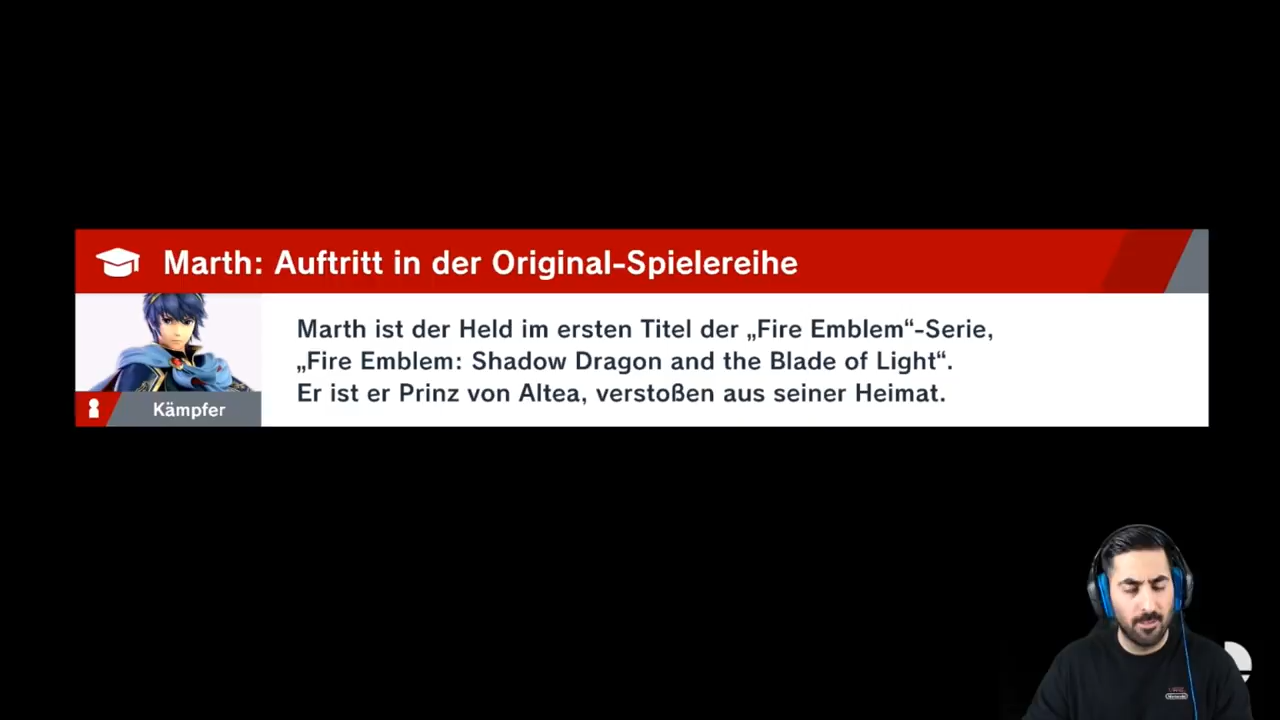 Marth: Auftritt in der Original-Spielereihe
Marth ist der Held im ersten Titel der „Fire Emblem“-Serie,
„Fire Emblem: Shadow Dragon and the Blade of Light“.
Er ist er Prinz von Altea, verstoßen aus seiner Heimat.
Kämpfer